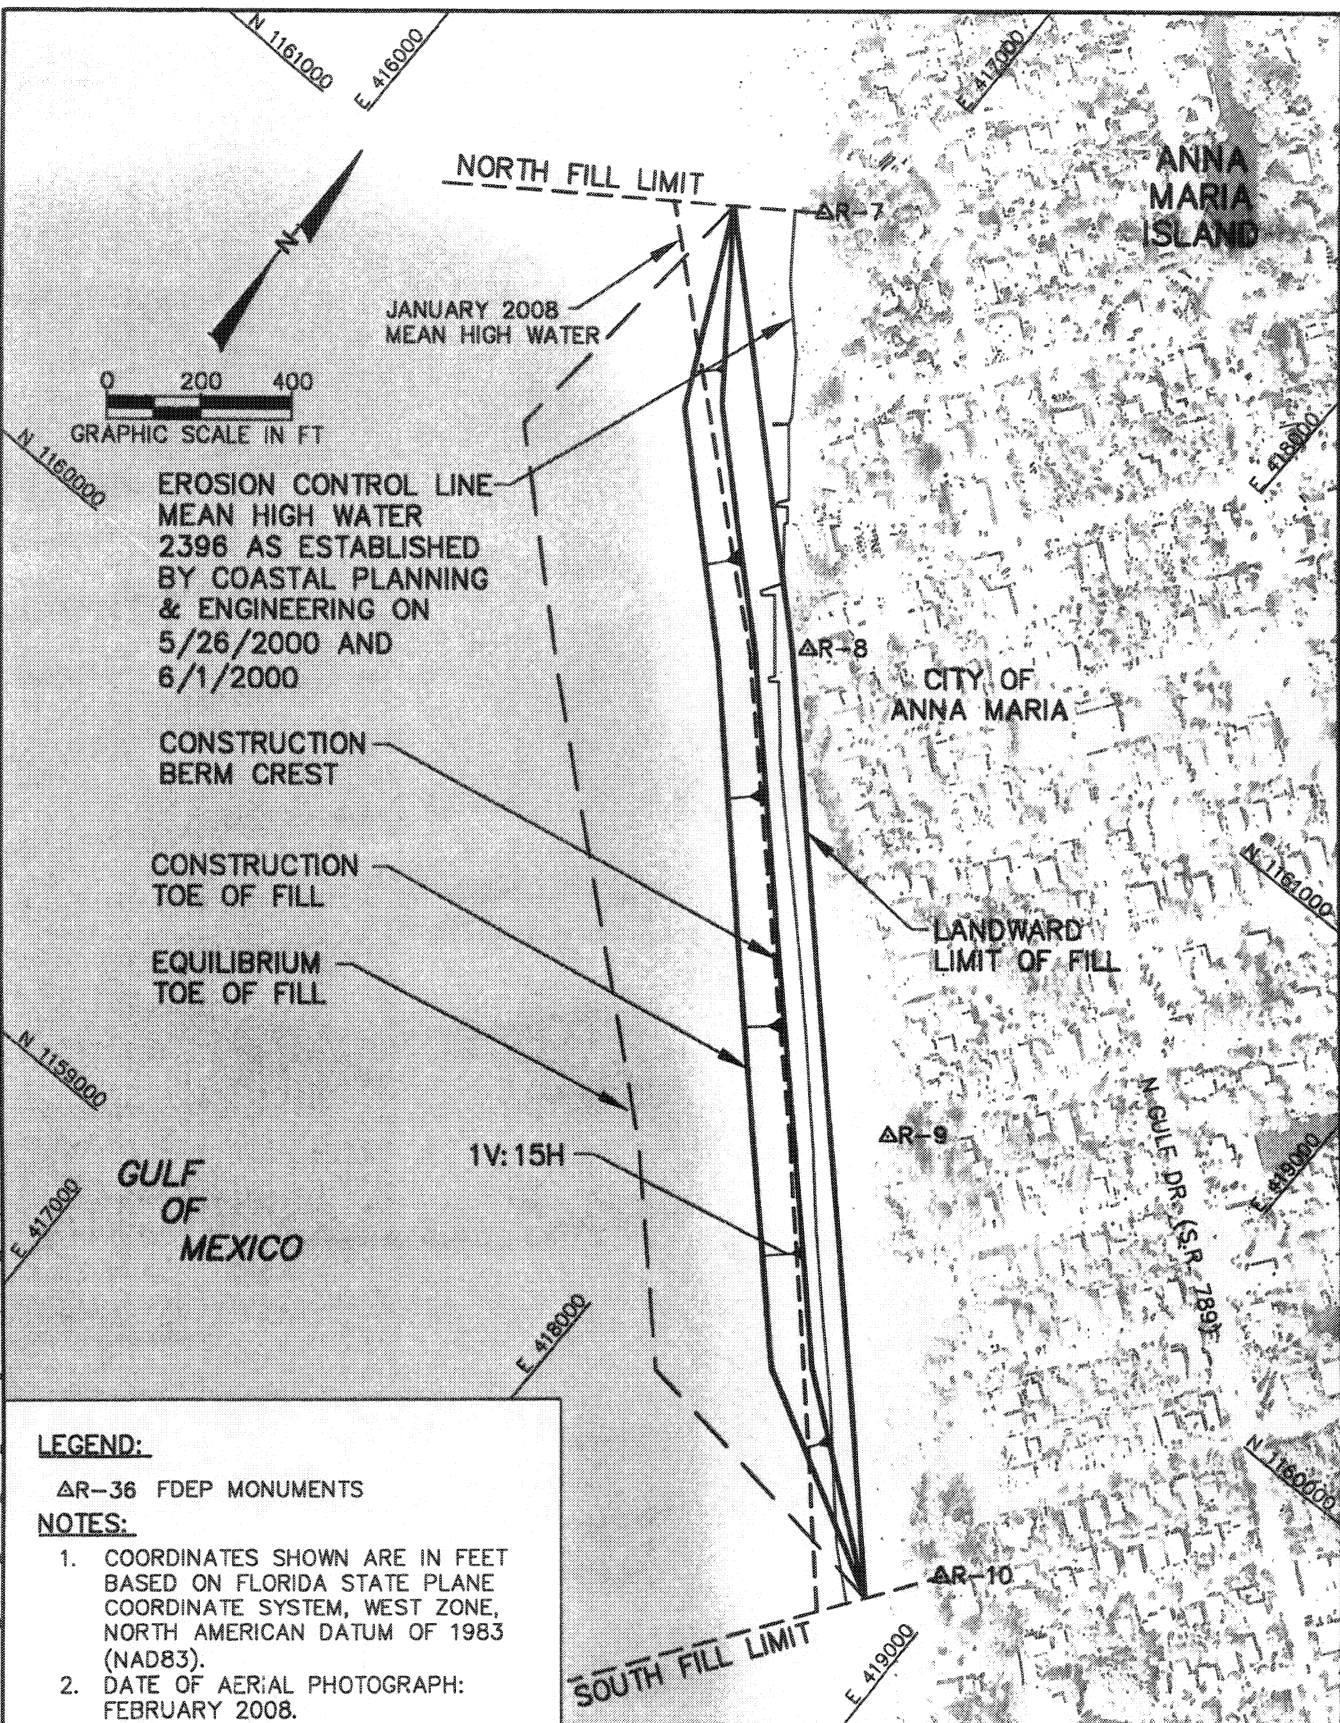 N 1161000
E 416000
E 417000
ANNA
MARIA
ISLAND
NORTH FILL LIMIT
△R-7
N
JANUARY 2008
MEAN HIGH WATER
0 200 400
GRAPHIC SCALE IN FT
N 1160000
E 418000
EROSION CONTROL LINE
MEAN HIGH WATER
2396 AS ESTABLISHED
BY COASTAL PLANNING
& ENGINEERING ON
5/26/2000 AND
6/1/2000
△R-8
CITY OF
ANNA MARIA
CONSTRUCTION
BERM CREST
CONSTRUCTION
TOE OF FILL
N 1161000
LANDWARD
LIMIT OF FILL
EQUILIBRIUM
TOE OF FILL
N 1159000
△R-9
N GULF DR. (S.R. 789)
E 419000
1V:15H
GULF
OF
MEXICO
E 417000
E 418000
N 1160000
△R-10
SOUTH FILL LIMIT
E 419000
LEGEND:
△R-36 FDEP MONUMENTS
NOTES:
1. COORDINATES SHOWN ARE IN FEET
BASED ON FLORIDA STATE PLANE
COORDINATE SYSTEM, WEST ZONE,
NORTH AMERICAN DATUM OF 1983
(NAD83).
2. DATE OF AERIAL PHOTOGRAPH:
FEBRUARY 2008.